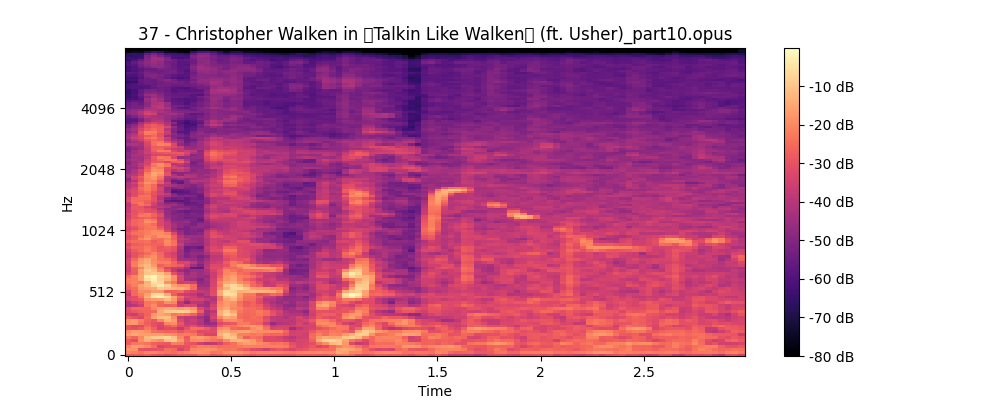 37 - Christopher Walken in ▯Talkin Like Walken▯ (ft. Usher)_part10.opus
4096
2048
1024
512
0
Hz
0
0.5
1
1.5
2
2.5
Time
-10 dB
-20 dB
-30 dB
-40 dB
-50 dB
-60 dB
-70 dB
-80 dB